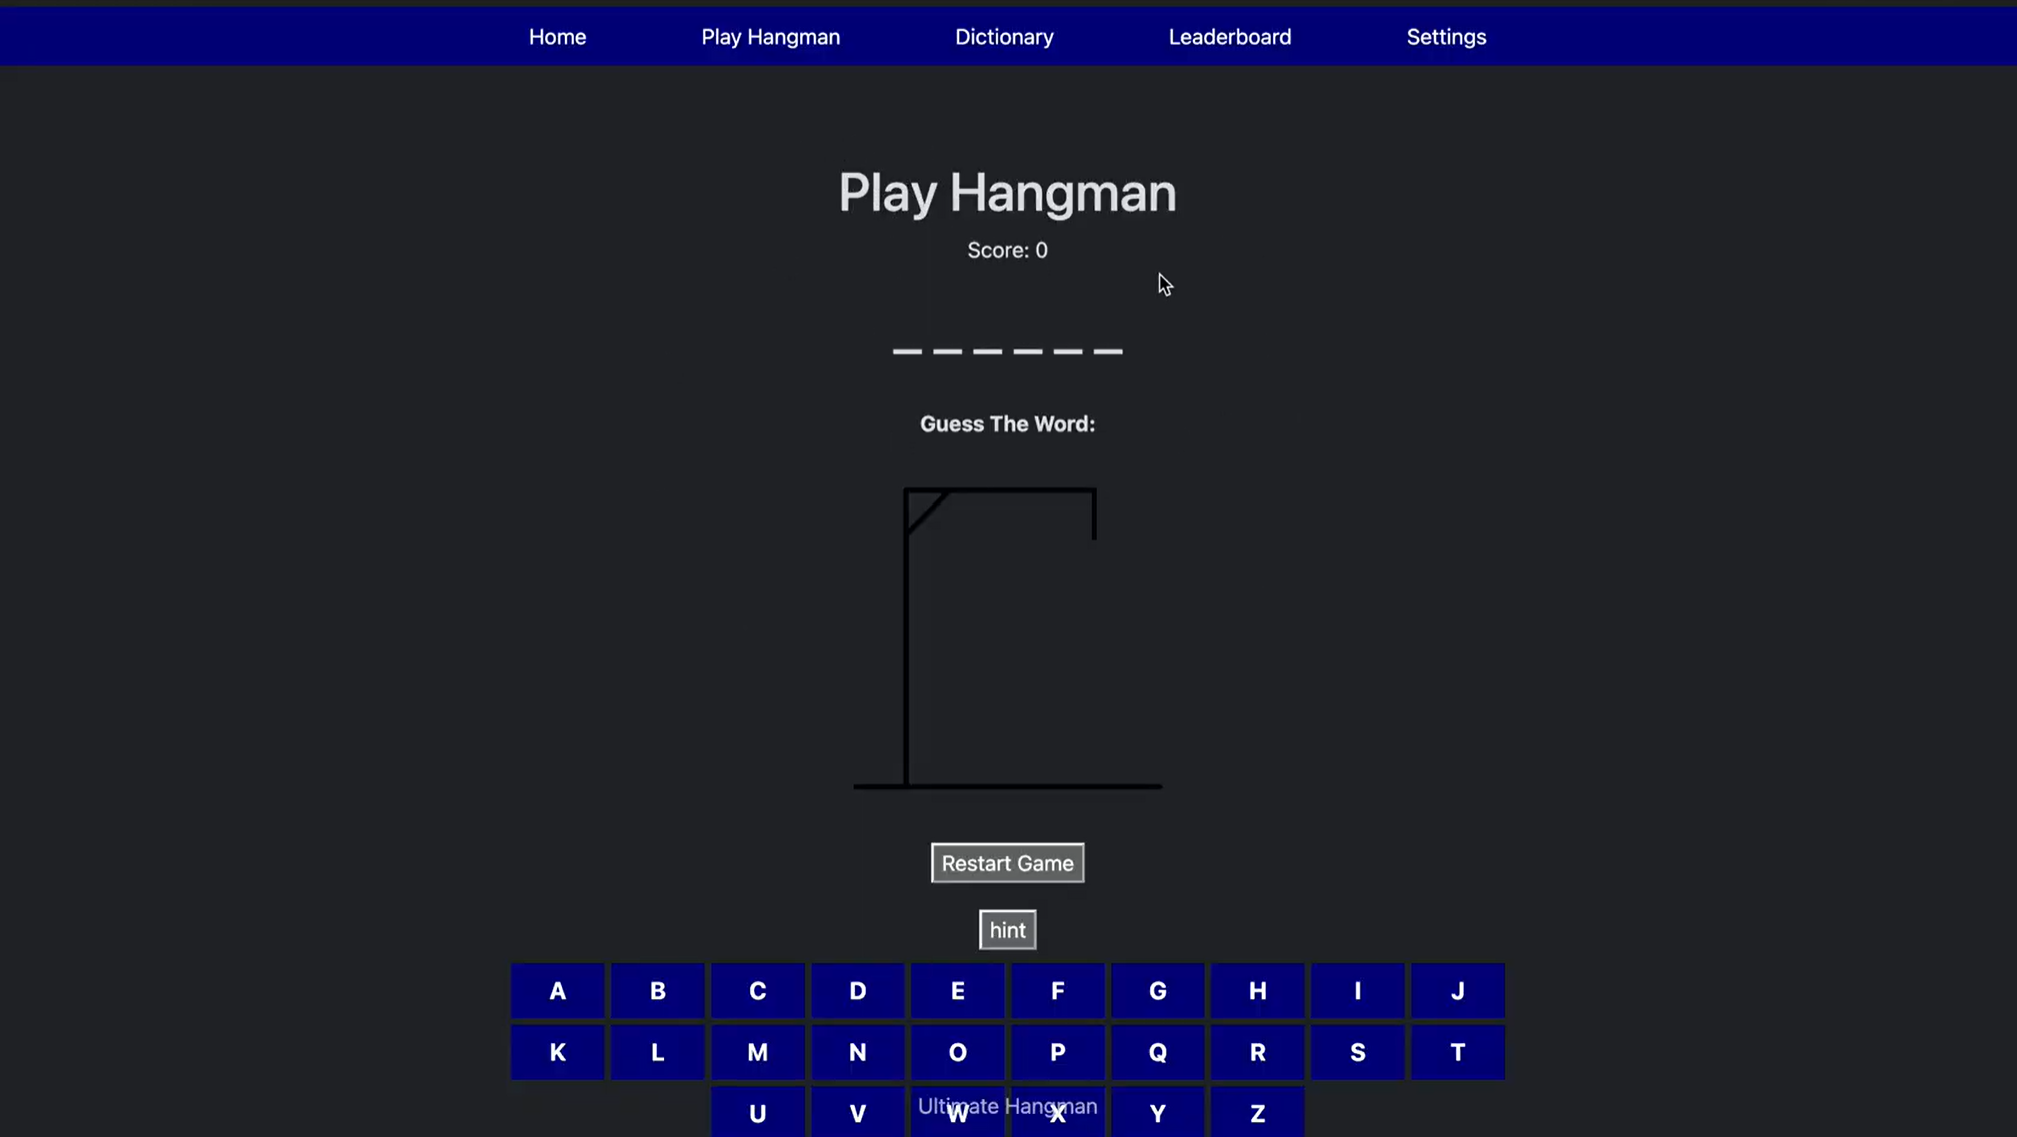 Home Play Hangman Dictionary Leaderboard Settings
Play Hangman
Score: 0
Guess The Word:
Restart Game
hint
A B C D E F G H I J
K L M N O P Q R S T
U V W X Y Z
Ultimate Hangman